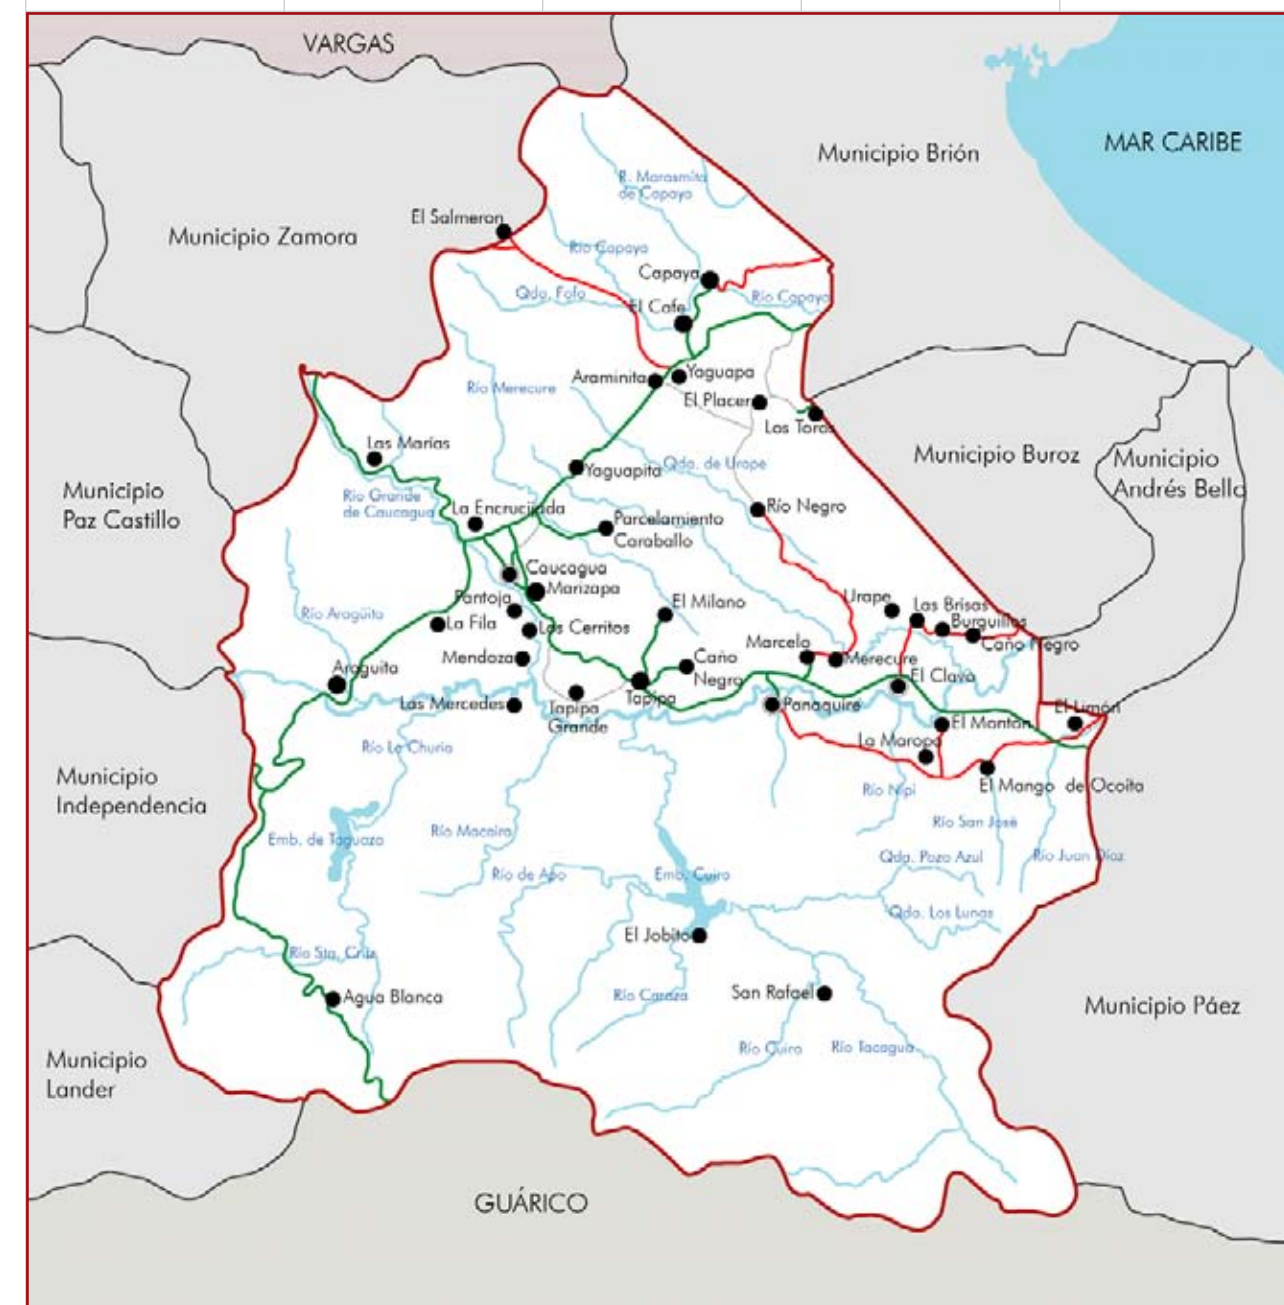 VARGAS
MAR CARIBE
Municipio Brión
R. Marasmita
de Capaya
El Salmeron
Municipio Zamora
Río Capaya
Capaya
Qda. Fofo
Río Capaya
El Cafe
Araminita
Yaguapa
Río Merecure
El Placer
Los Toros
Las Marías
Municipio Buroz
Municipio
Andrés Bello
Yaguapita
Qda. de Urape
Municipio
Paz Castillo
Río Grande
de Caucagua
La Encrucijada
Río Negro
Parcelamiento
Caraballo
Caucagua
Marizapa
Pantoja
El Milano
Urape
Las Brisas
Burguillos
Río Aragüita
La Fila
Los Cerritos
Caño Negro
Marcelo
Mendoza
Caño
Negro
Merecure
Araguita
El Clavo
Las Mercedes
Tapipa
Grande
Tapipa
Panaquire
El Limón
El Montan
Río La Churia
La Maropa
Municipio
Independencia
El Mango de Ocoita
Río Nipi
Río San José
Río Macaira
Emb. de Taguaza
Qda. Pozo Azul
Río Juan Díaz
Río de Apo
Emb. Cuira
Qda. Los Lunas
El Jobito
Río Sta. Cruz
Agua Blanca
Río Caraza
San Rafael
Municipio Páez
Río Cuira
Río Tacagua
Municipio
Lander
GUÁRICO